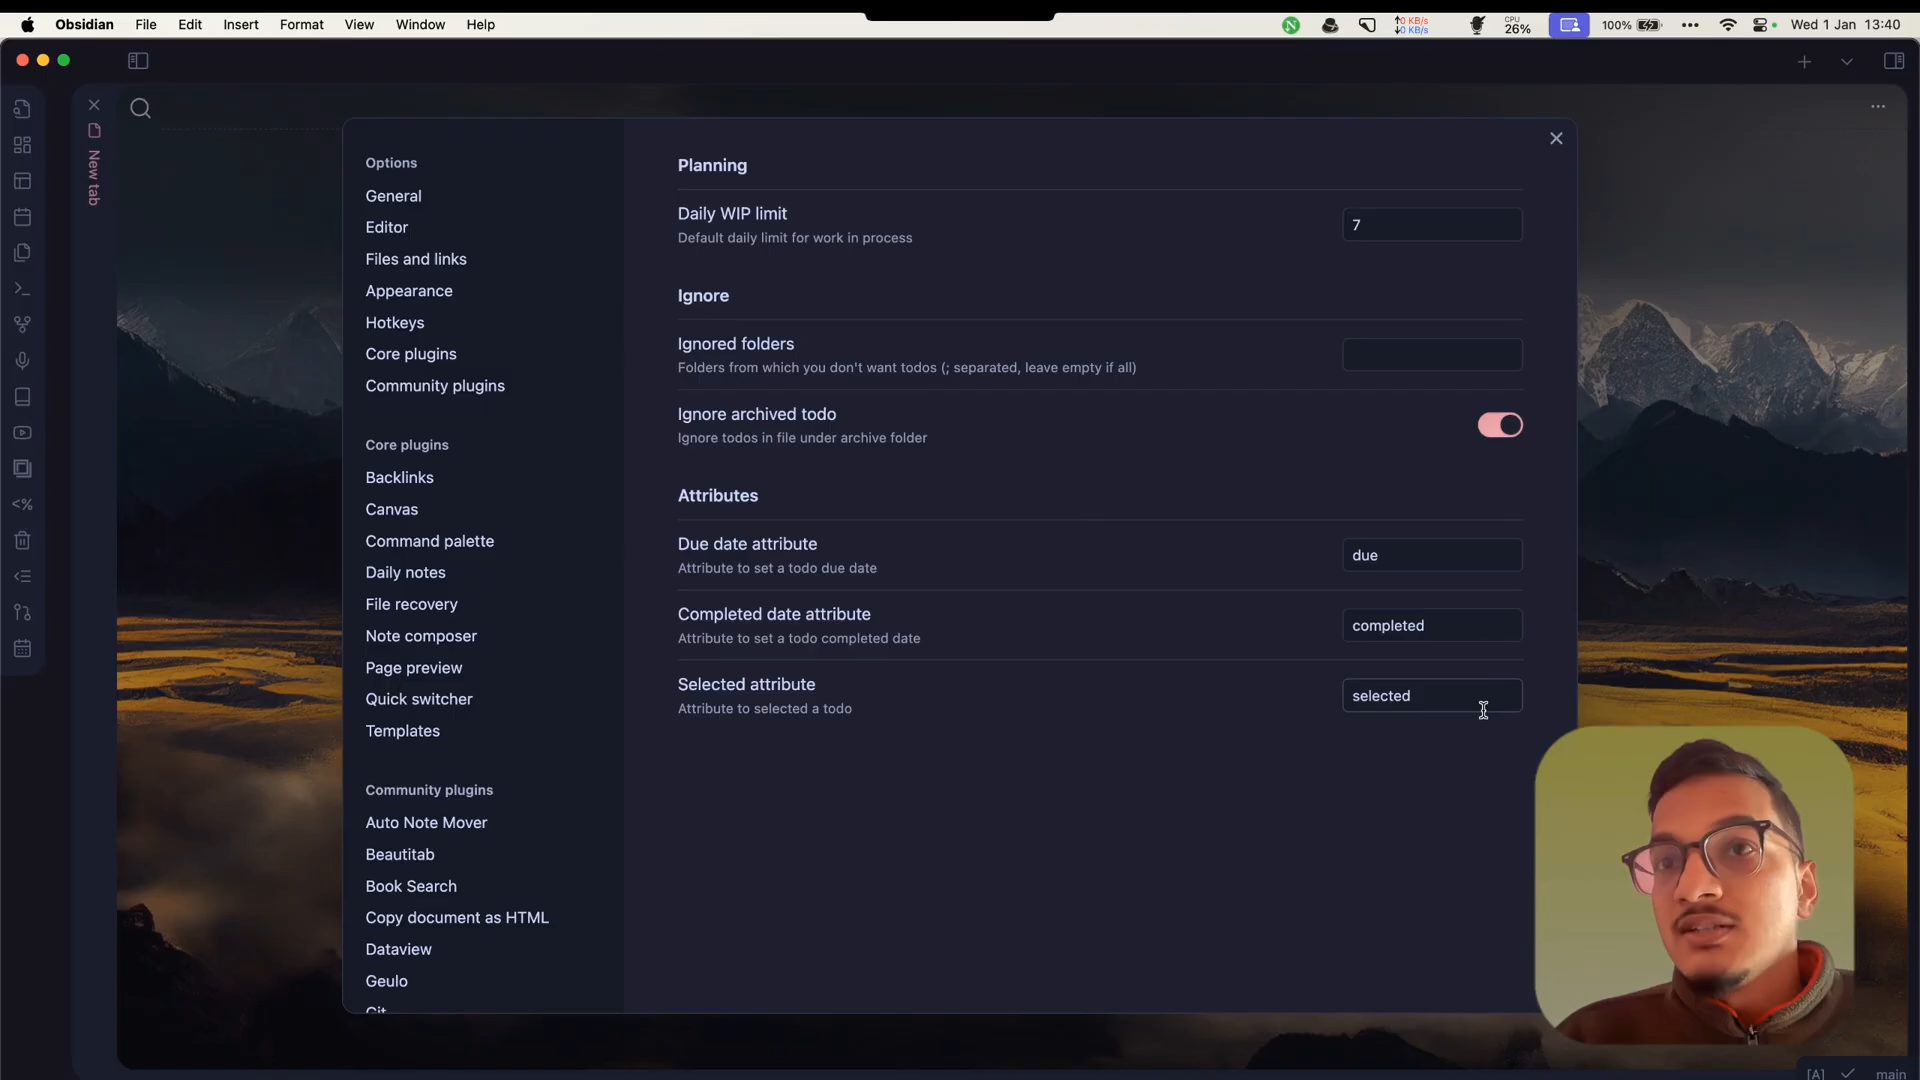 Obsidian File Edit Insert Format View Window Help
0 KB/s
0 KB/s
CPU
26%
100%
Wed 1 Jan 13:40
New tab
Options
General
Editor
Files and links
Appearance
Hotkeys
Core plugins
Community plugins
Core plugins
Backlinks
Canvas
Command palette
Daily notes
File recovery
Note composer
Page preview
Quick switcher
Templates
Community plugins
Auto Note Mover
Beautitab
Book Search
Copy document as HTML
Dataview
Geulo
Git
Planning
Daily WIP limit
Default daily limit for work in process
7
Ignore
Ignored folders
Folders from which you don't want todos (; separated, leave empty if all)
Ignore archived todo
Ignore todos in file under archive folder
Attributes
Due date attribute
Attribute to set a todo due date
due
Completed date attribute
Attribute to set a todo completed date
completed
Selected attribute
Attribute to selected a todo
selected
[A] main